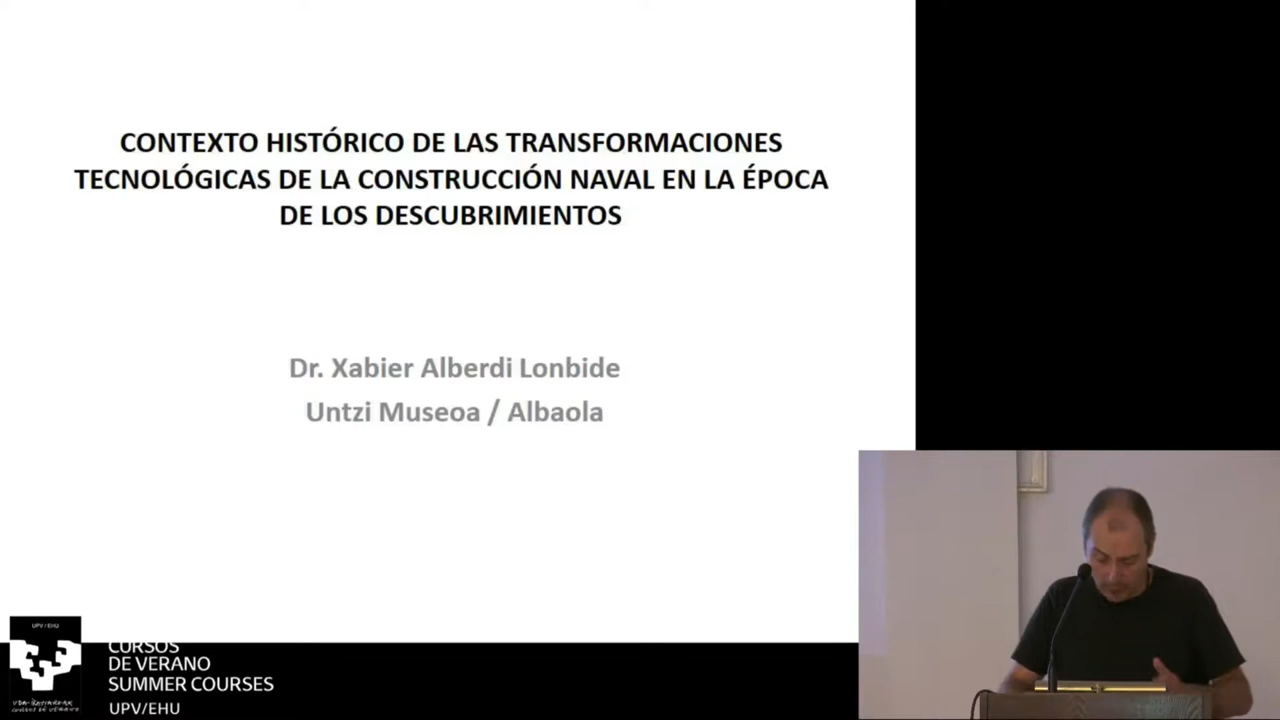 CONTEXTO HISTÓRICO DE LAS TRANSFORMACIONES
TECNOLÓGICAS DE LA CONSTRUCCIÓN NAVAL EN LA ÉPOCA
DE LOS DESCUBRIMIENTOS
Dr. Xabier Alberdi Lonbide
Untzi Museoa / Albaola
UPV / EHU
CURSOS
DE VERANO
SUMMER COURSES
UPV/EHU